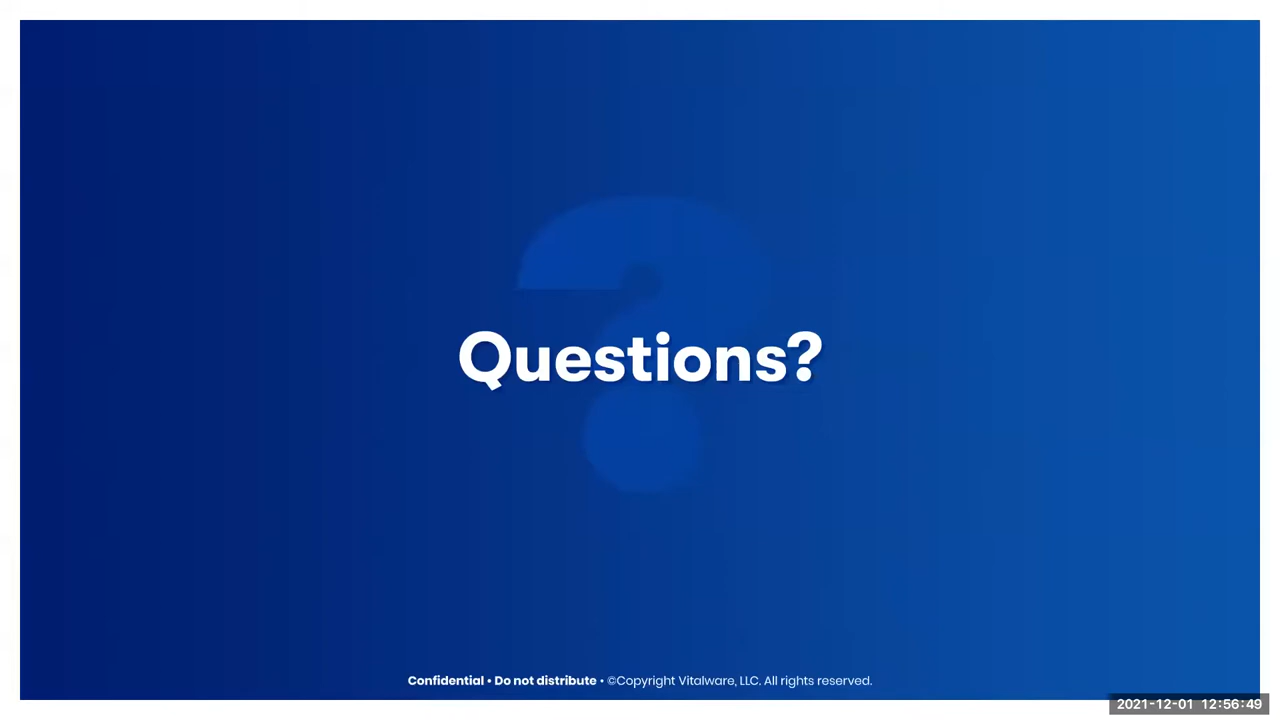 Questions?
Confidential • Do not distribute • ©Copyright Vitalware, LLC. All rights reserved.
2021-12-01 12:56:49